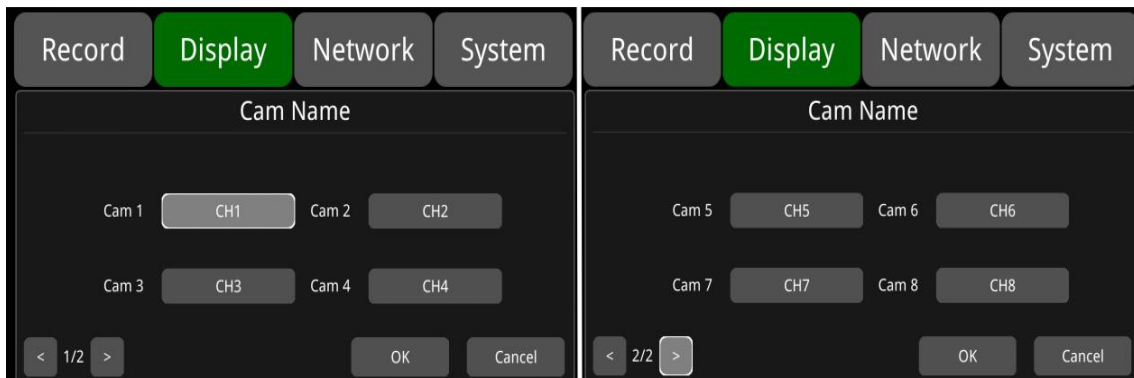 Record Display Network System
Cam Name
Cam 1 CH1 Cam 2 CH2
Cam 3 CH3 Cam 4 CH4
< 1/2 > OK Cancel
Record Display Network System
Cam Name
Cam 5 CH5 Cam 6 CH6
Cam 7 CH7 Cam 8 CH8
< 2/2 > OK Cancel